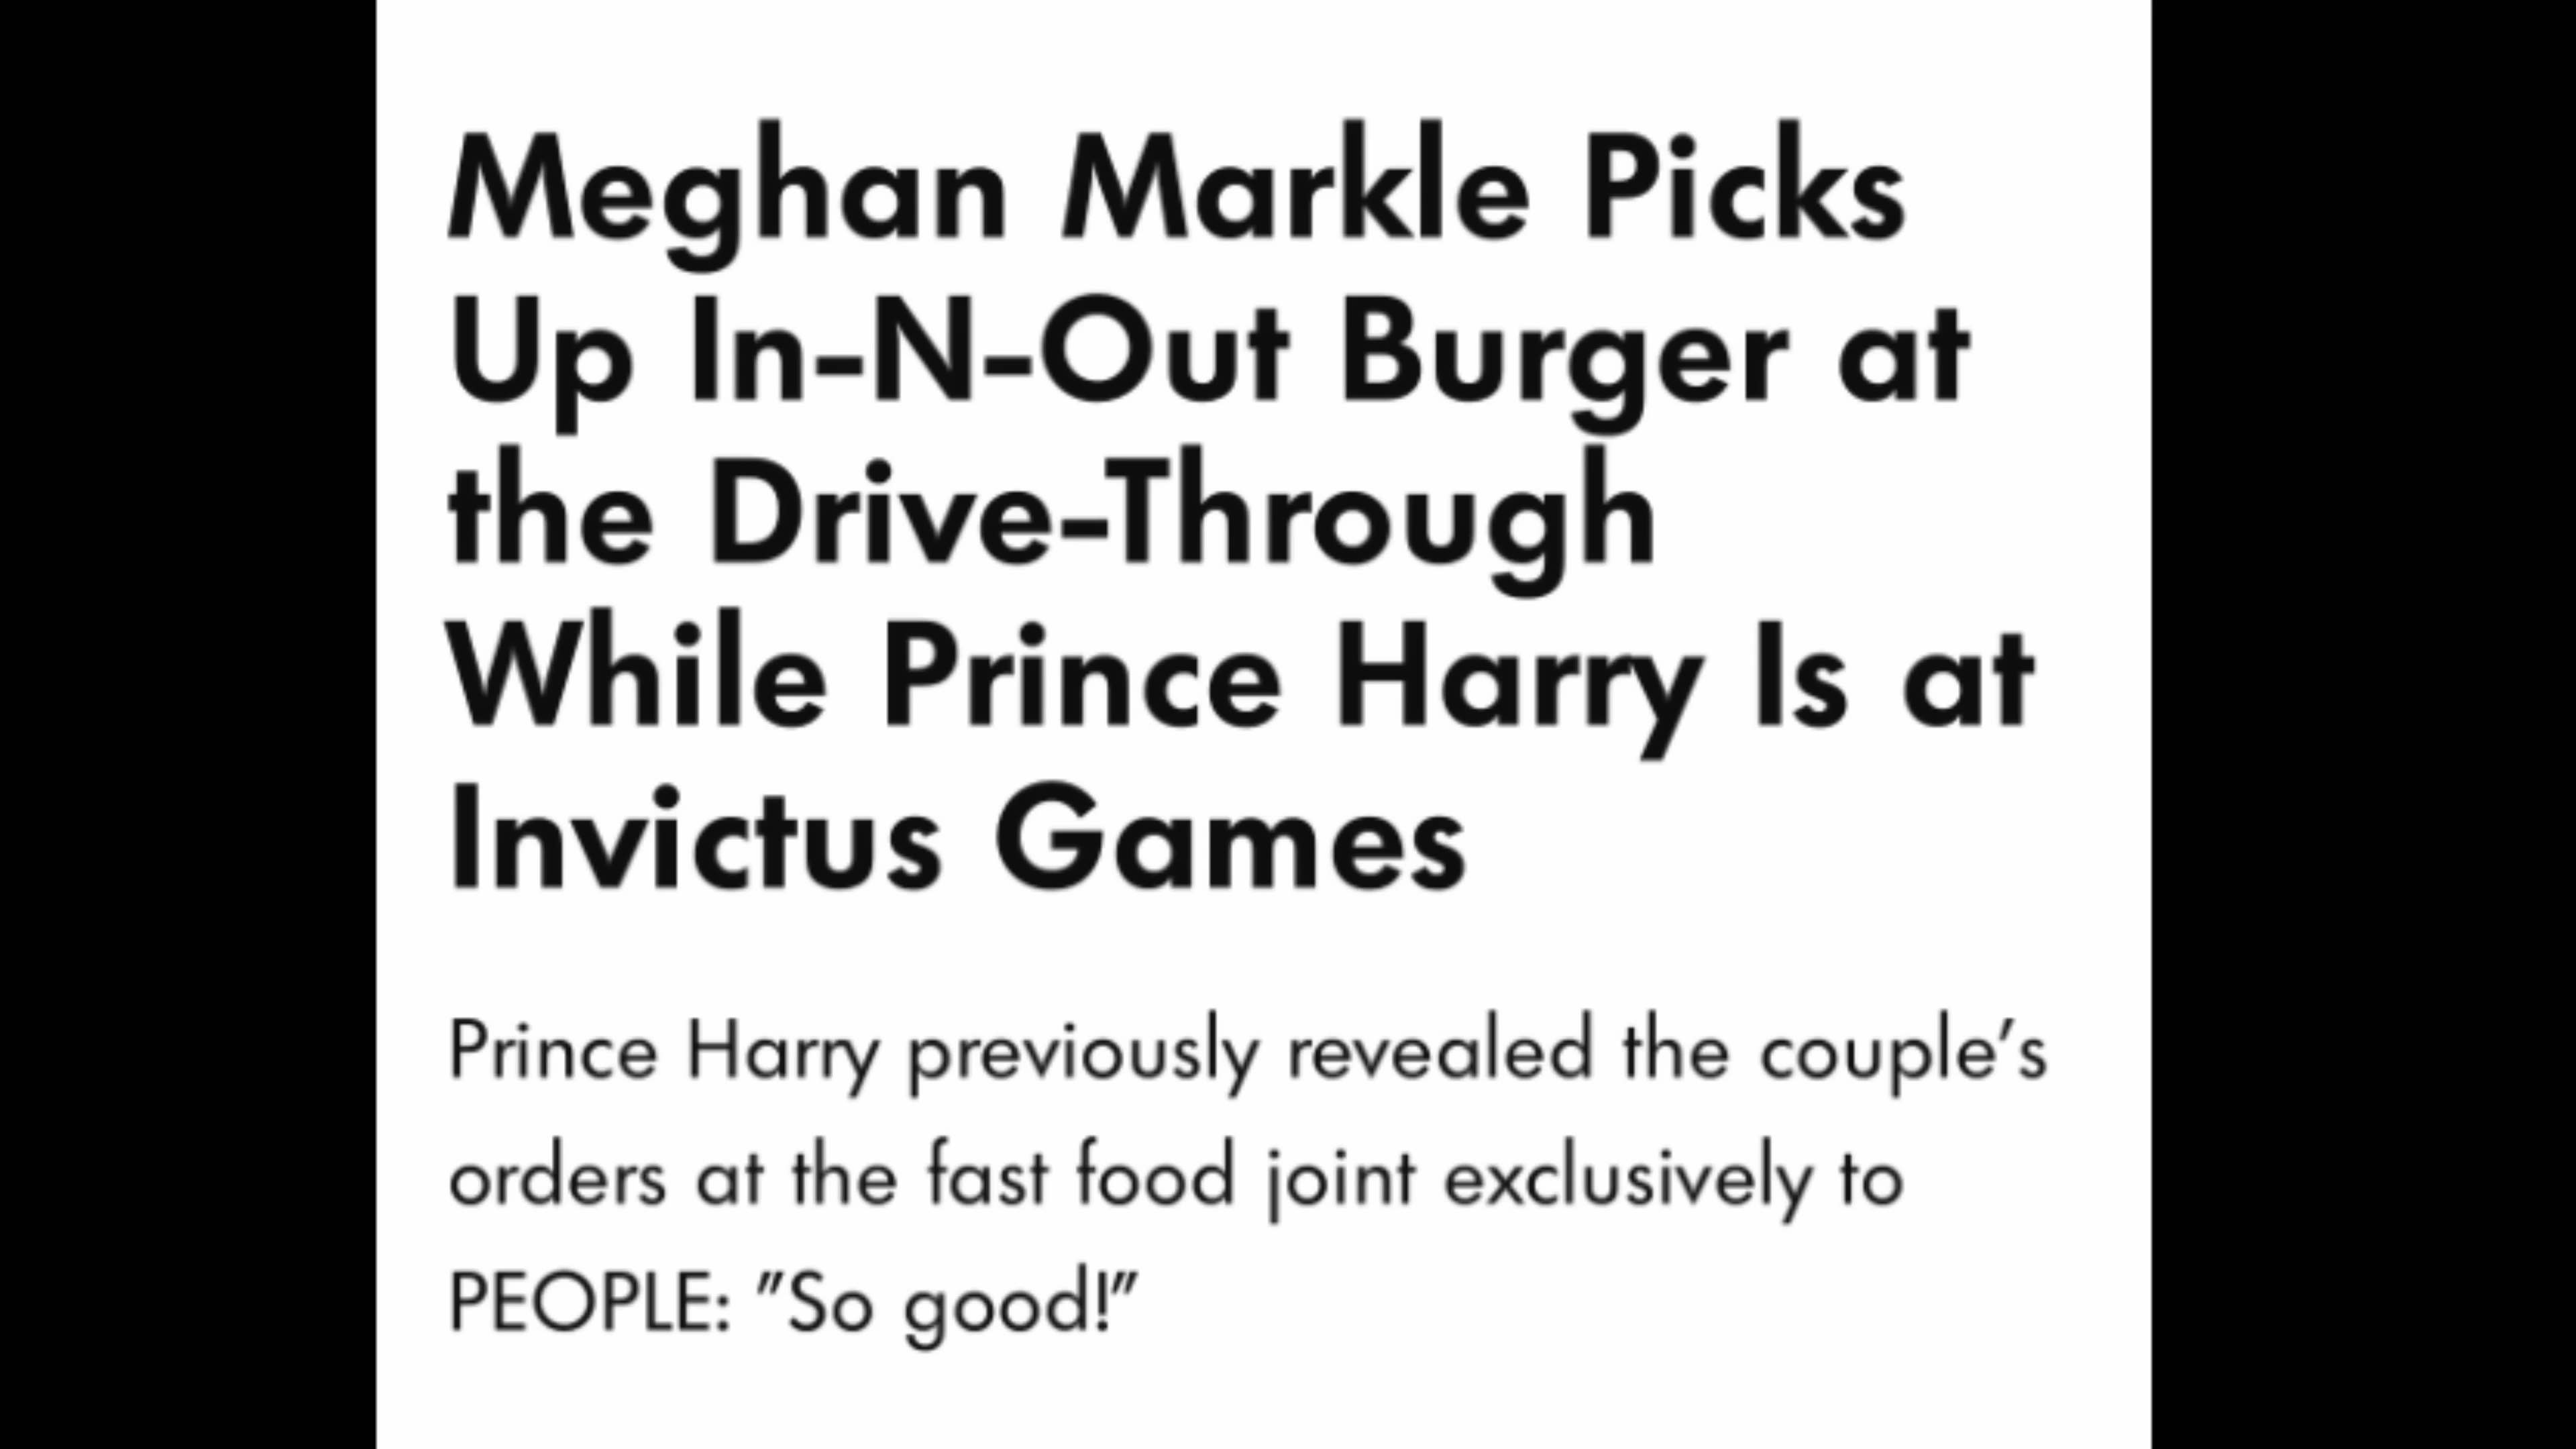 Meghan Markle Picks
Up In-N-Out Burger at
the Drive-Through
While Prince Harry Is at
Invictus Games
Prince Harry previously revealed the couple’s
orders at the fast food joint exclusively to
PEOPLE: "So good!"